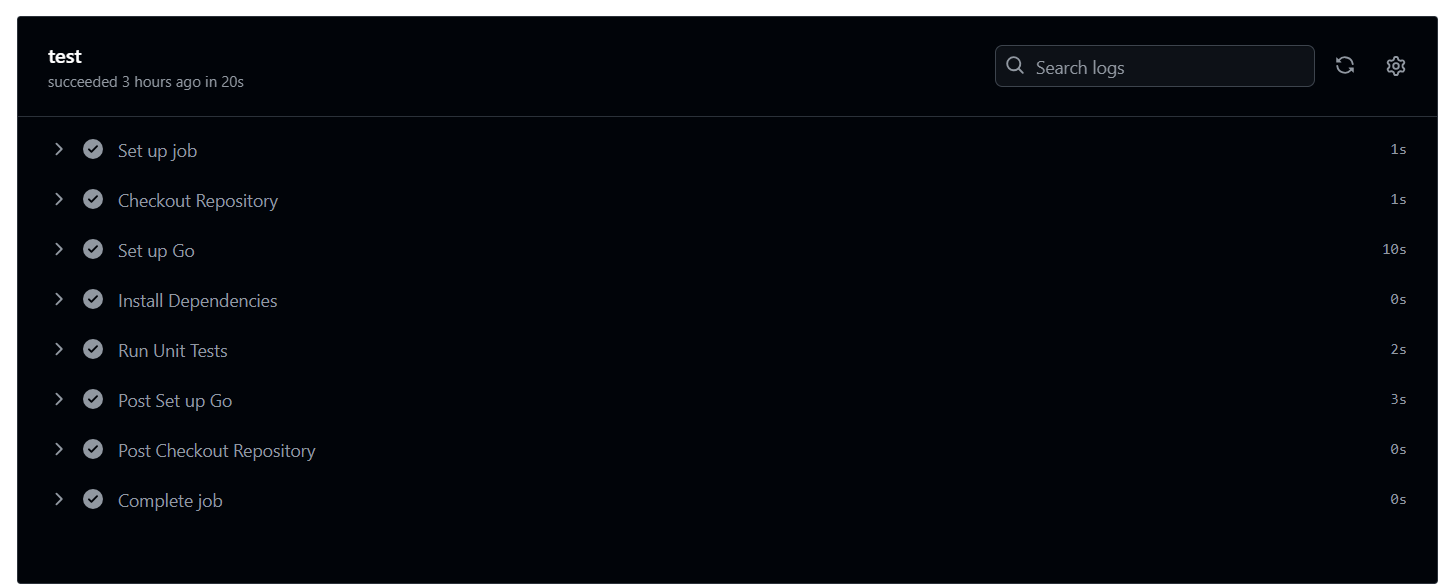 test
succeeded 3 hours ago in 20s
Search logs
Set up job 1s
Checkout Repository 1s
Set up Go 10s
Install Dependencies 0s
Run Unit Tests 2s
Post Set up Go 3s
Post Checkout Repository 0s
Complete job 0s